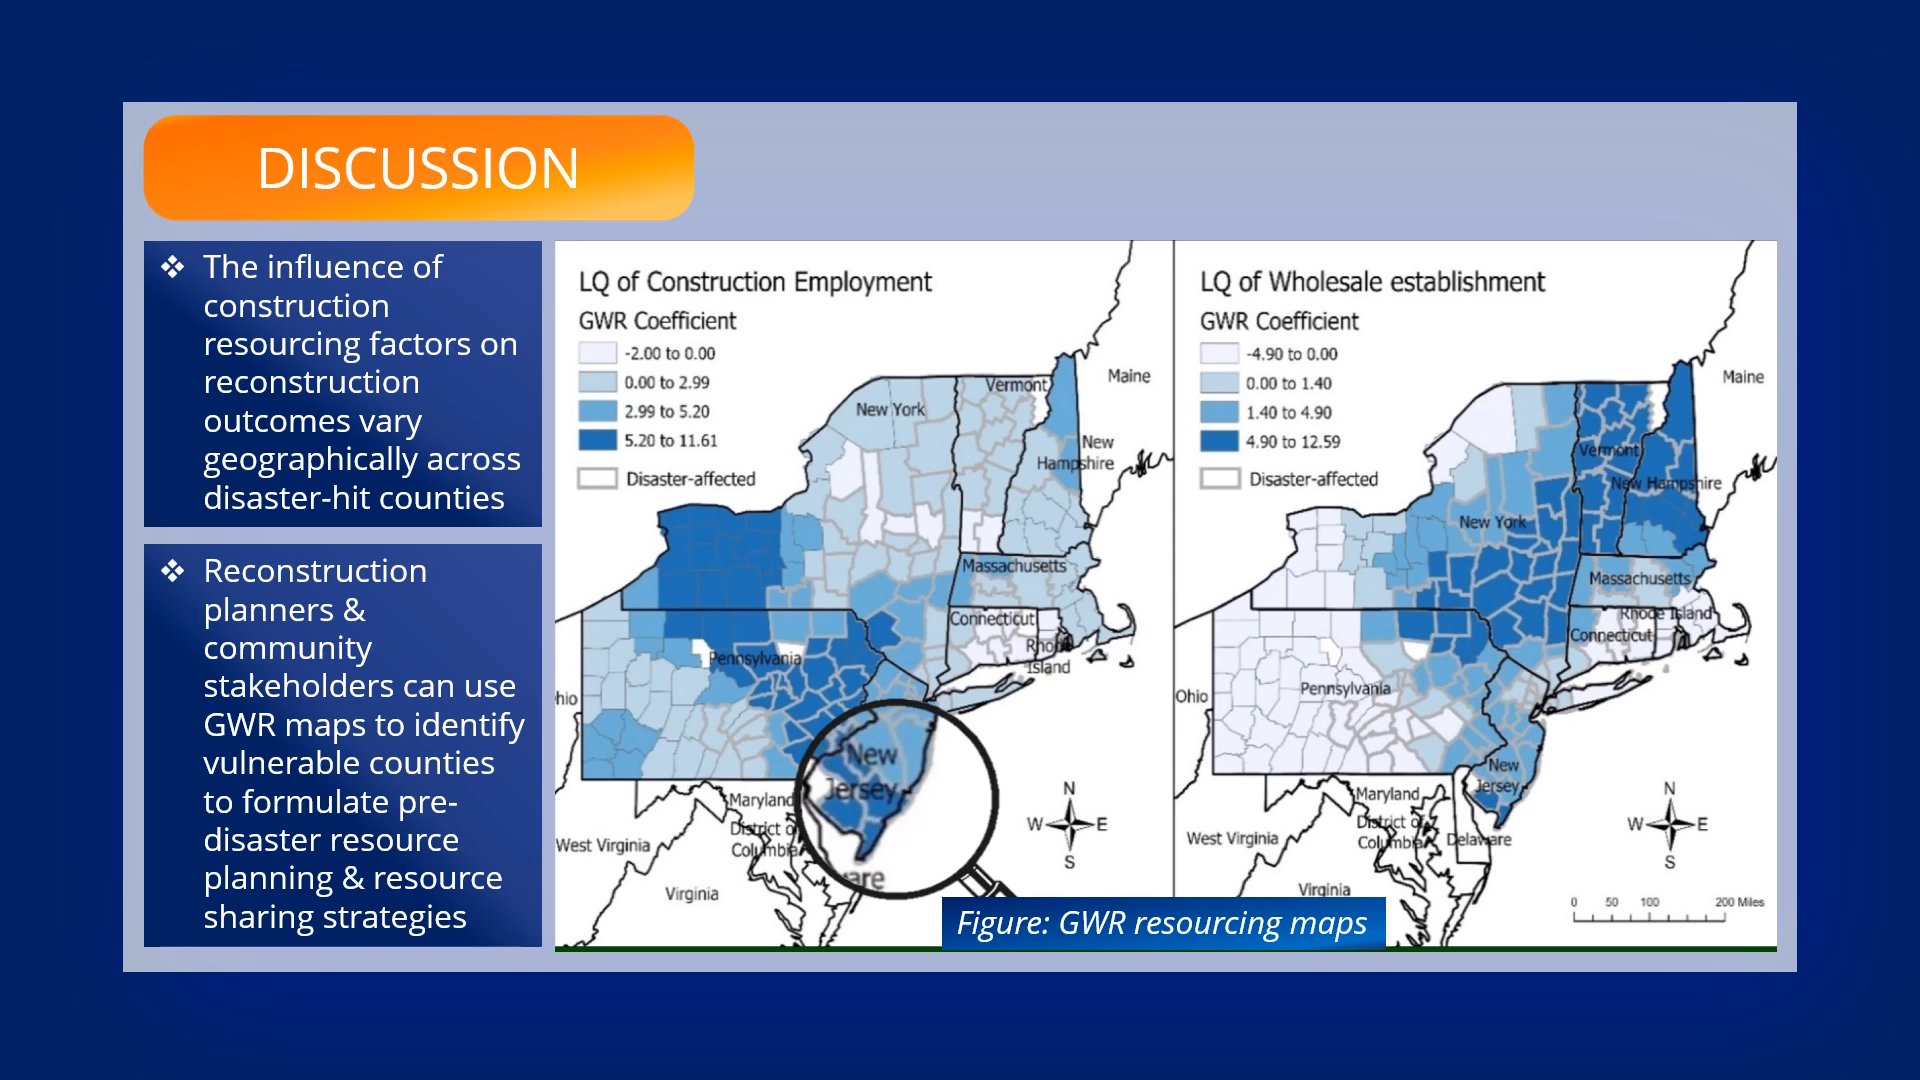 DISCUSSION
❖ The influence of
construction
resourcing factors on
reconstruction
outcomes vary
geographically across
disaster-hit counties
❖ Reconstruction
planners &
community
stakeholders can use
GWR maps to identify
vulnerable counties
to formulate pre-
disaster resource
planning & resource
sharing strategies
LQ of Construction Employment
GWR Coefficient
-2.00 to 0.00
0.00 to 2.99
2.99 to 5.20
5.20 to 11.61
Disaster-affected
Maine
Vermont
New York
New
Hampshire
Massachusetts
Connecticut
Rhode
Island
Pennsylvania
hio
New
Jersey
Maryland
District of
Columbia
West Virginia
Virginia
are
N
W E
S
LQ of Wholesale establishment
GWR Coefficient
-4.90 to 0.00
0.00 to 1.40
1.40 to 4.90
4.90 to 12.59
Disaster-affected
Maine
Vermont
New Hampshire
New York
Massachusetts
Rhode Island
Connecticut
Ohio
Pennsylvania
New
Jersey
Maryland
District of
Columbia
Delaware
West Virginia
Virginia
N
W E
S
0 50 100 200 Miles
Figure: GWR resourcing maps